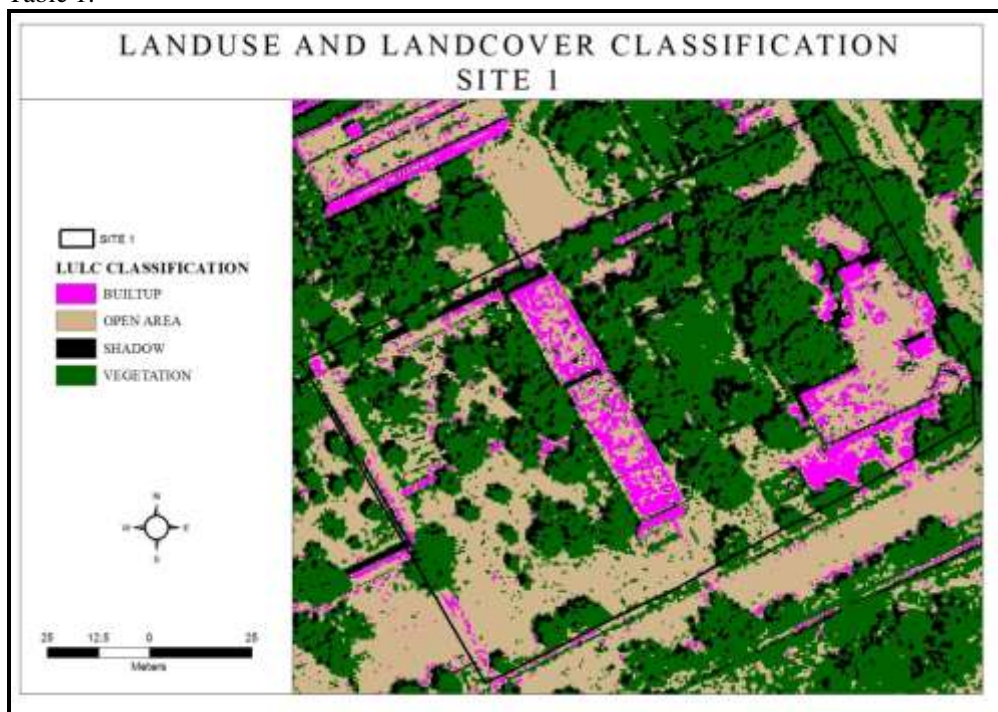 Table 1.
LANDUSE AND LANDCOVER CLASSIFICATION
SITE 1
SITE 1
LULC CLASSIFICATION
BUILTUP
OPEN AREA
SHADOW
VEGETATION
N
W E
S
25 12.5 0 25
Meters